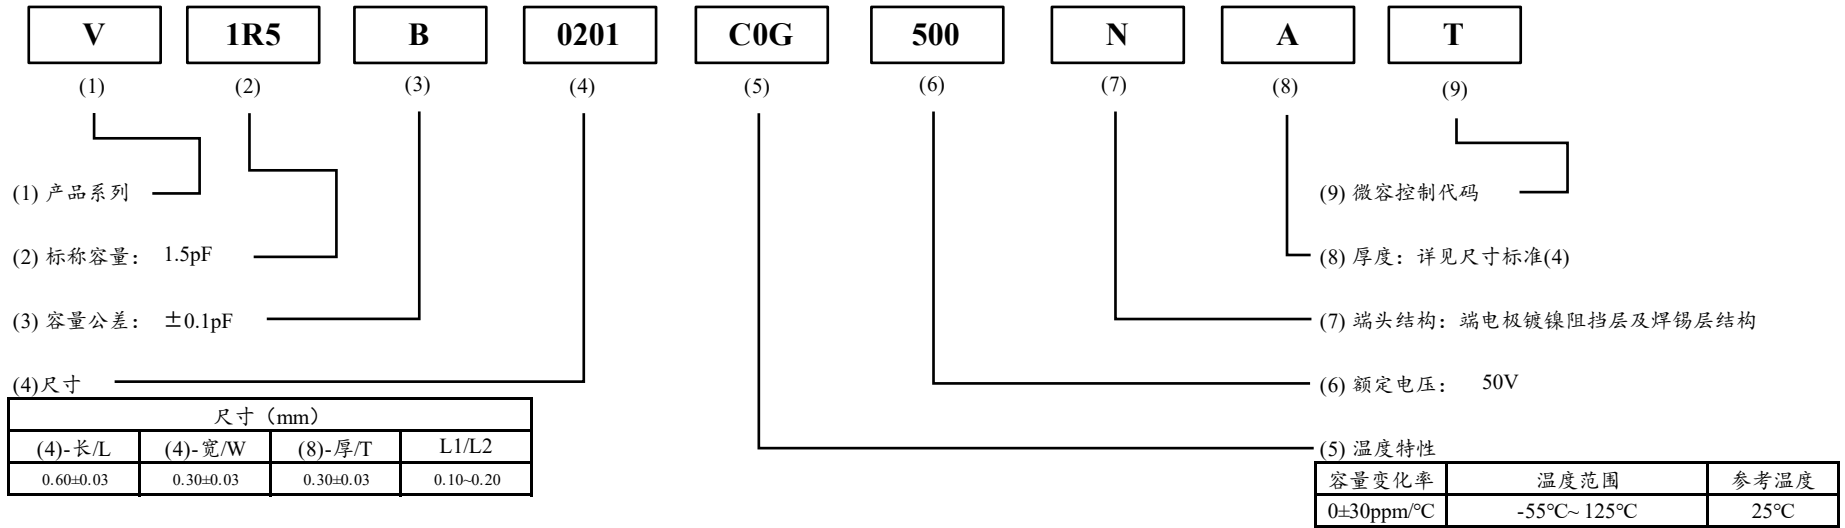 V 1R5 B 0201 C0G 500 N A T
(1) (2) (3) (4) (5) (6) (7) (8) (9)
(1) 产品系列
(9) 微容控制代码
(2) 标称容量： 1.5pF
(8) 厚度：详见尺寸标准(4)
(3) 容量公差： ±0.1pF
(7) 端头结构：端电极镀镍阻挡层及焊锡层结构
(4)尺寸
(6) 额定电压： 50V
尺寸（mm）
(4)-长/L (4)-宽/W (8)-厚/T L1/L2
0.60±0.03 0.30±0.03 0.30±0.03 0.10~0.20
(5) 温度特性
容量变化率 温度范围 参考温度
0±30ppm/°C -55°C~ 125°C 25°C